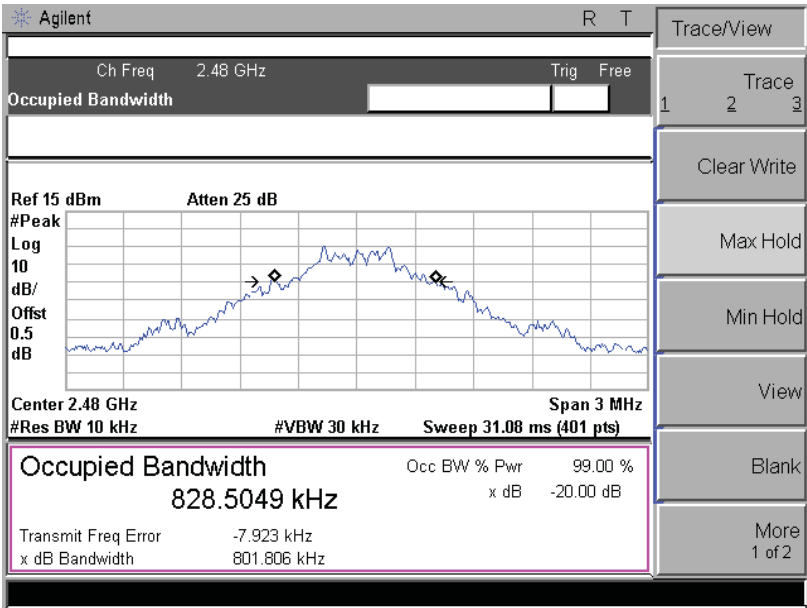 Agilent R T
Trace/View
Ch Freq 2.48 GHz Trig Free
Occupied Bandwidth
Trace
1 2 3
Clear Write
Max Hold
Min Hold
View
Blank
More
1 of 2
Ref 15 dBm Atten 25 dB
#Peak
Log
10
dB/
Offst
0.5
dB
Center 2.48 GHz Span 3 MHz
#Res BW 10 kHz #VBW 30 kHz Sweep 31.08 ms (401 pts)
Occupied Bandwidth
828.5049 kHz
Occ BW % Pwr 99.00 %
x dB -20.00 dB
Transmit Freq Error -7.923 kHz
x dB Bandwidth 801.806 kHz